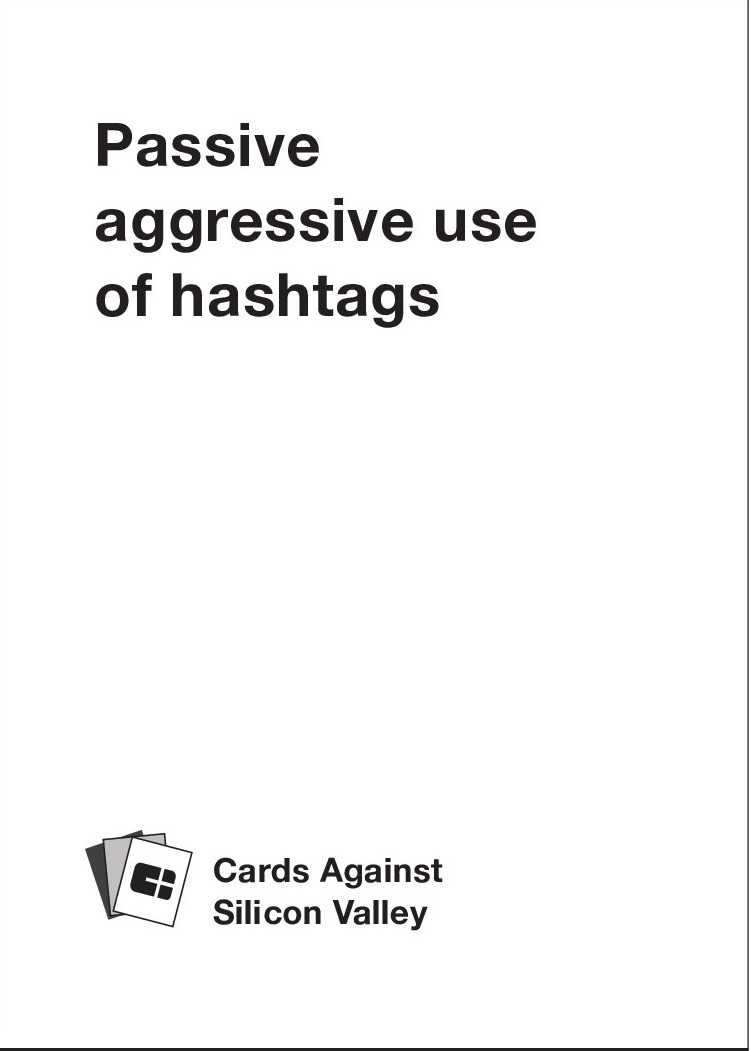 Passive
aggressive use
of hashtags
Cards Against
Silicon Valley